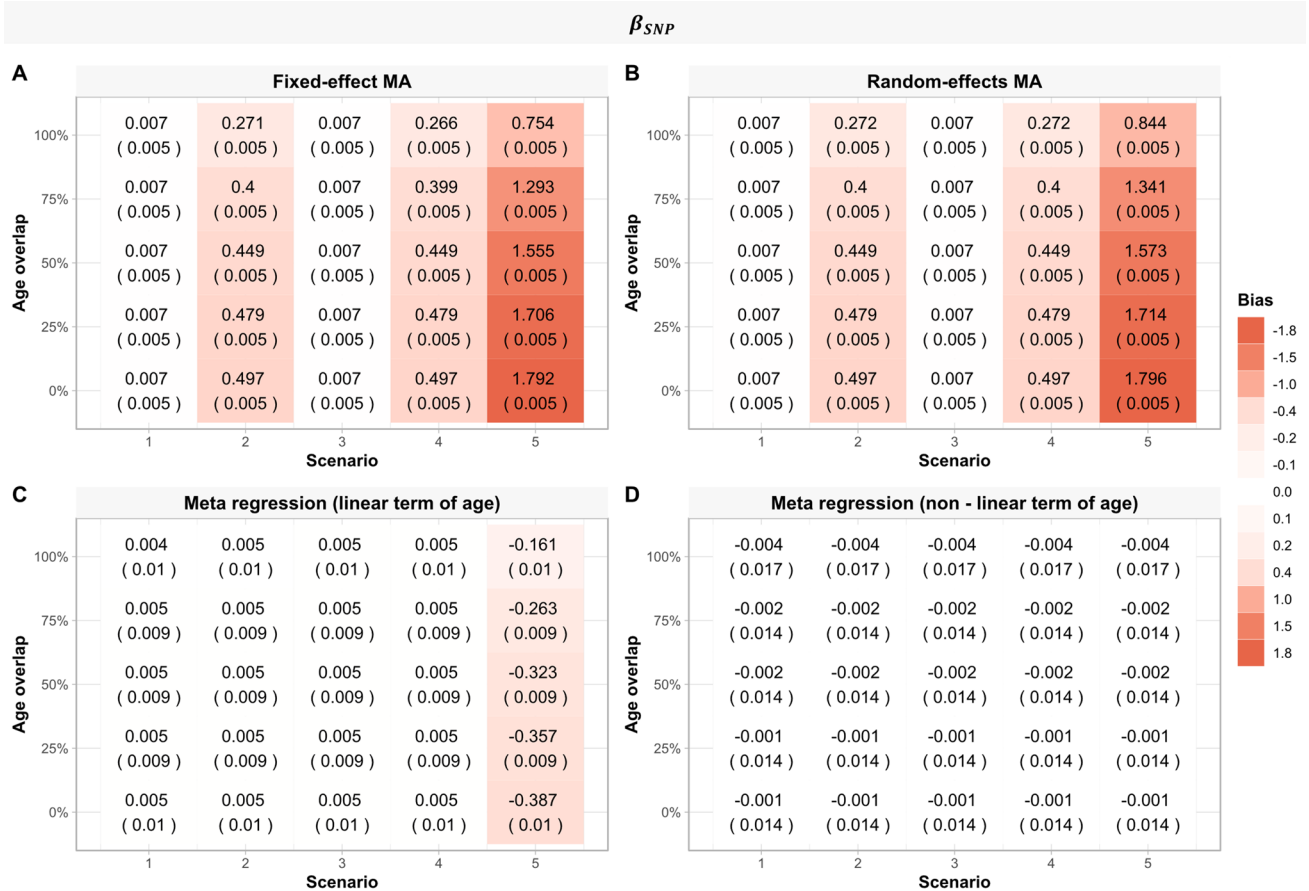 β_SNP
A
Fixed-effect MA
Age overlap
100%
0.007 0.271 0.007 0.266 0.754
( 0.005 ) ( 0.005 ) ( 0.005 ) ( 0.005 ) ( 0.005 )
75%
0.007 0.4 0.007 0.399 1.293
( 0.005 ) ( 0.005 ) ( 0.005 ) ( 0.005 ) ( 0.005 )
50%
0.007 0.449 0.007 0.449 1.555
( 0.005 ) ( 0.005 ) ( 0.005 ) ( 0.005 ) ( 0.005 )
25%
0.007 0.479 0.007 0.479 1.706
( 0.005 ) ( 0.005 ) ( 0.005 ) ( 0.005 ) ( 0.005 )
0%
0.007 0.497 0.007 0.497 1.792
( 0.005 ) ( 0.005 ) ( 0.005 ) ( 0.005 ) ( 0.005 )
1 2 3 4 5
Scenario
B
Random-effects MA
Age overlap
100%
0.007 0.272 0.007 0.272 0.844
( 0.005 ) ( 0.005 ) ( 0.005 ) ( 0.005 ) ( 0.005 )
75%
0.007 0.4 0.007 0.4 1.341
( 0.005 ) ( 0.005 ) ( 0.005 ) ( 0.005 ) ( 0.005 )
50%
0.007 0.449 0.007 0.449 1.573
( 0.005 ) ( 0.005 ) ( 0.005 ) ( 0.005 ) ( 0.005 )
25%
0.007 0.479 0.007 0.479 1.714
( 0.005 ) ( 0.005 ) ( 0.005 ) ( 0.005 ) ( 0.005 )
0%
0.007 0.497 0.007 0.497 1.796
( 0.005 ) ( 0.005 ) ( 0.005 ) ( 0.005 ) ( 0.005 )
1 2 3 4 5
Scenario
C
Meta regression (linear term of age)
Age overlap
100%
0.004 0.005 0.005 0.005 -0.161
( 0.01 ) ( 0.01 ) ( 0.01 ) ( 0.01 ) ( 0.01 )
75%
0.005 0.005 0.005 0.005 -0.263
( 0.009 ) ( 0.009 ) ( 0.009 ) ( 0.009 ) ( 0.009 )
50%
0.005 0.005 0.005 0.005 -0.323
( 0.009 ) ( 0.009 ) ( 0.009 ) ( 0.009 ) ( 0.009 )
25%
0.005 0.005 0.005 0.005 -0.357
( 0.009 ) ( 0.009 ) ( 0.009 ) ( 0.009 ) ( 0.009 )
0%
0.005 0.005 0.005 0.005 -0.387
( 0.01 ) ( 0.01 ) ( 0.01 ) ( 0.01 ) ( 0.01 )
1 2 3 4 5
Scenario
D
Meta regression (non - linear term of age)
Age overlap
100%
-0.004 -0.004 -0.004 -0.004 -0.004
( 0.017 ) ( 0.017 ) ( 0.017 ) ( 0.017 ) ( 0.017 )
75%
-0.002 -0.002 -0.002 -0.002 -0.002
( 0.014 ) ( 0.014 ) ( 0.014 ) ( 0.014 ) ( 0.014 )
50%
-0.002 -0.002 -0.002 -0.002 -0.002
( 0.014 ) ( 0.014 ) ( 0.014 ) ( 0.014 ) ( 0.014 )
25%
-0.001 -0.001 -0.001 -0.001 -0.001
( 0.014 ) ( 0.014 ) ( 0.014 ) ( 0.014 ) ( 0.014 )
0%
-0.001 -0.001 -0.001 -0.001 -0.001
( 0.014 ) ( 0.014 ) ( 0.014 ) ( 0.014 ) ( 0.014 )
1 2 3 4 5
Scenario
Bias
-1.8
-1.5
-1.0
-0.4
-0.2
-0.1
0.0
0.1
0.2
0.4
1.0
1.5
1.8